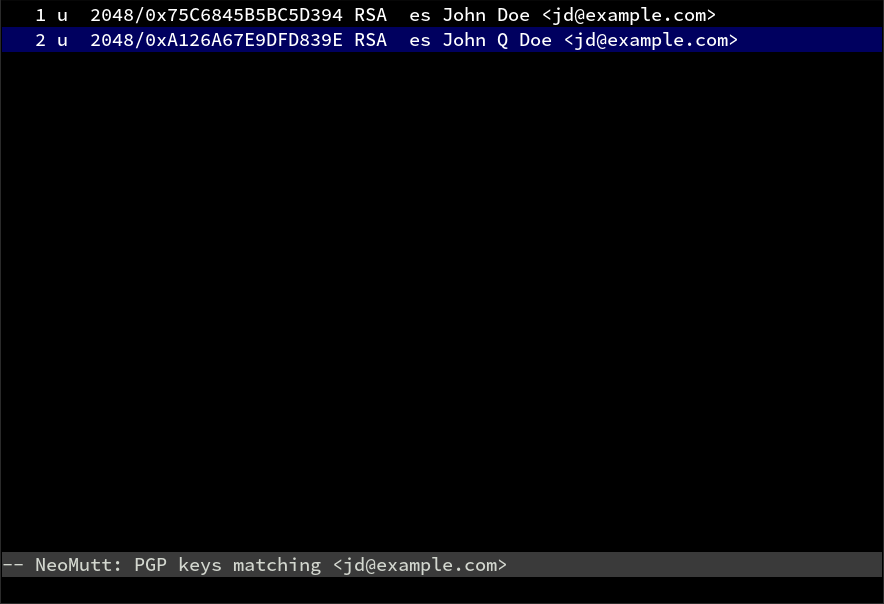 1 u  2048/0x75C6845B5BC5D394 RSA  es John Doe <jd@example.com>
2 u  2048/0xA126A67E9DFD839E RSA  es John Q Doe <jd@example.com>
-- NeoMutt: PGP keys matching <jd@example.com>